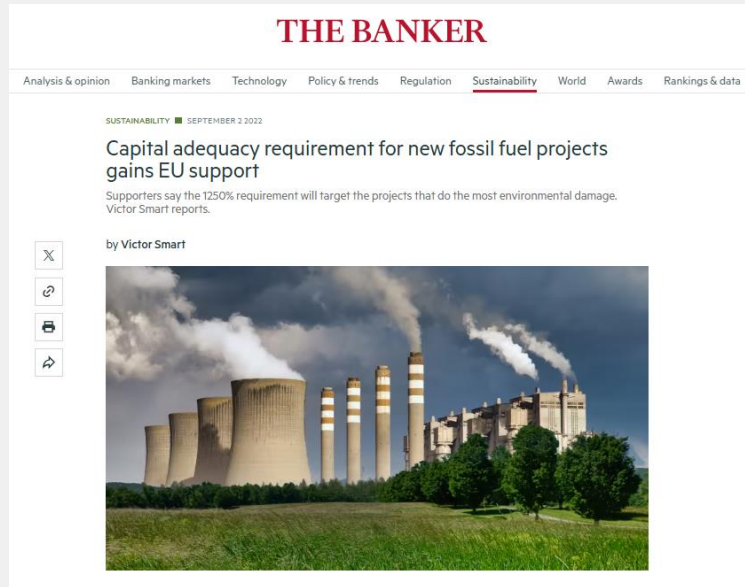 THE BANKER
Analysis & opinion Banking markets Technology Policy & trends Regulation Sustainability World Awards Rankings & data
SUSTAINABILITY SEPTEMBER 2 2022
Capital adequacy requirement for new fossil fuel projects
gains EU support
Supporters say the 1250% requirement will target the projects that do the most environmental damage.
Victor Smart reports.
by Victor Smart